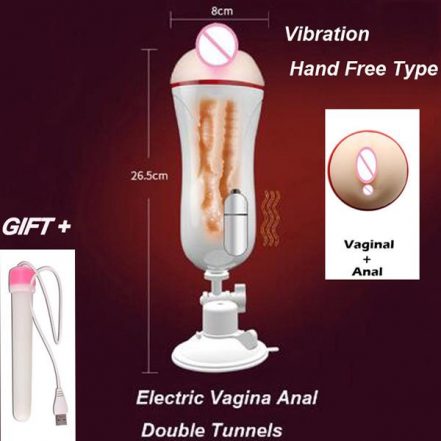 8cm
Vibration
Hand Free Type
26.5cm
GIFT +
Vaginal
+
Anal
Electric Vagina Anal
Double Tunnels